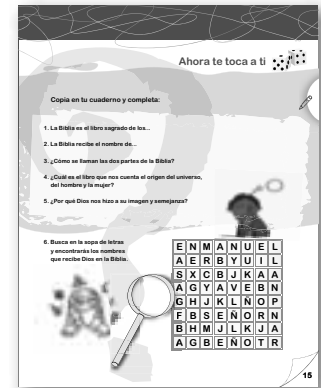 Ahora te toca a ti
Copia en tu cuaderno y completa:
1. La Biblia es el libro sagrado de los...
2. La Biblia recibe el nombre de...
3. ¿Cómo se llaman las dos partes de la Biblia?
4. ¿Cuál es el libro que nos cuenta el origen del universo,
del hombre y la mujer?
5. ¿Por qué Dios nos hizo a su imagen y semejanza?
6. Busca en la sopa de letras
y encontrarás los nombres
que recibe Dios en la Biblia.
E N M A N U E L
A E R B Y U I L
S X C B J K A A
A G Y A V E B N
G H J K L Ñ O P
F B S E Ñ O R N
B H M J L K J A
A G B E Ñ O T R
15